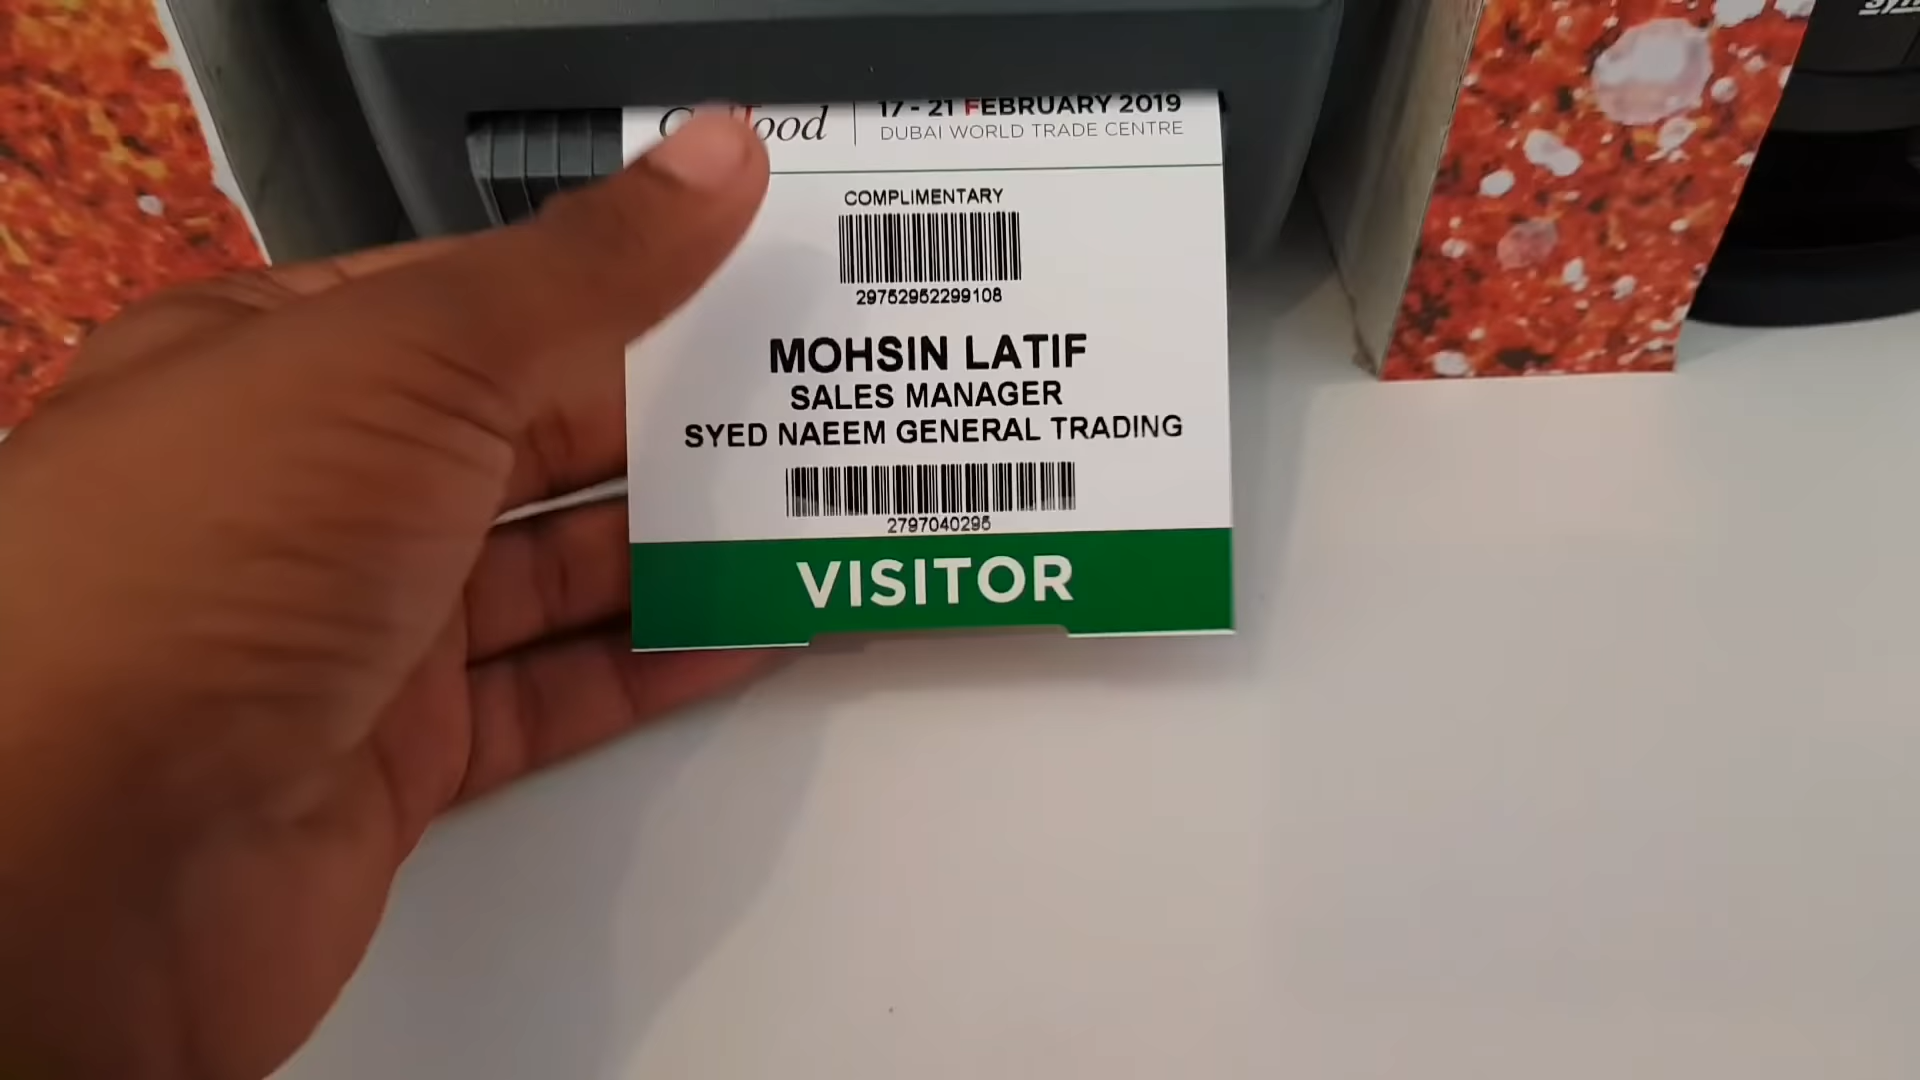 17 - 21 FEBRUARY 2019
DUBAI WORLD TRADE CENTRE
COMPLIMENTARY
29752952299108
MOHSIN LATIF
SALES MANAGER
SYED NAEEM GENERAL TRADING
2797040295
VISITOR